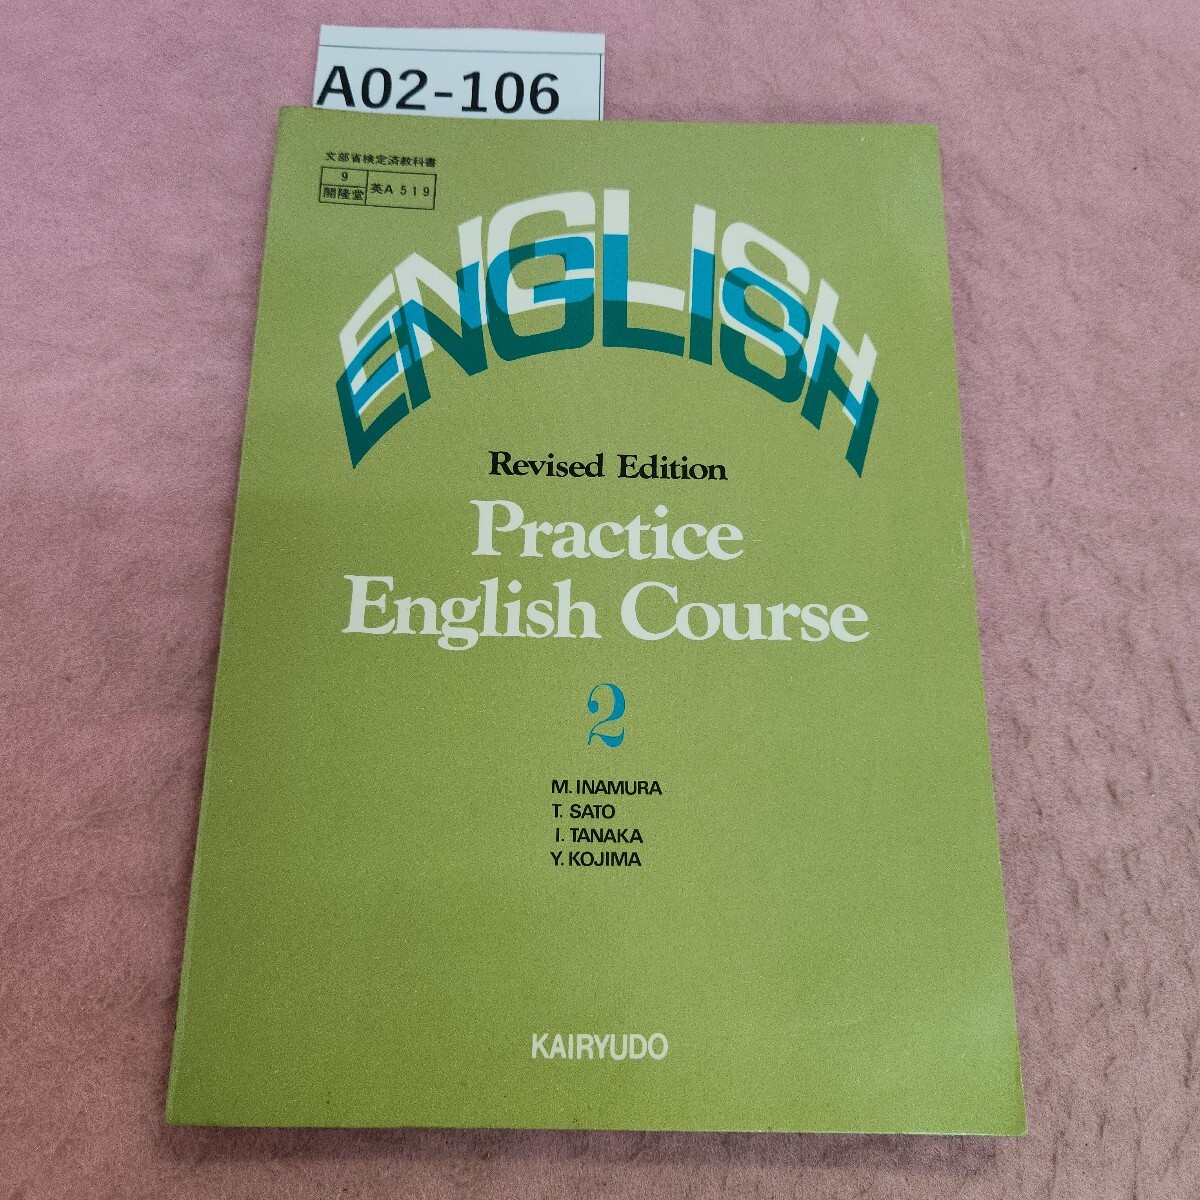 A02-106
文部省検定済教科書
9
開隆堂
英A 519
ENGLISH
ENGLISH
Revised Edition
Practice
English Course
2
M. INAMURA
T. SATO
I. TANAKA
Y. KOJIMA
KAIRYUDO